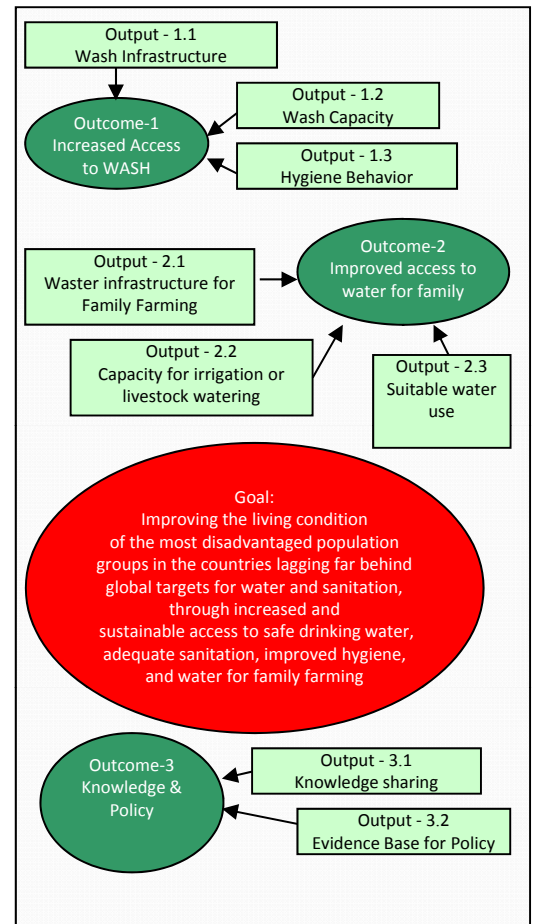 Output - 1.1
Wash Infrastructure
Outcome-1
Increased Access
to WASH
Output - 1.2
Wash Capacity
Output - 1.3
Hygiene Behavior
Outcome-2
Improved access to
water for family
Output - 2.1
Waster infrastructure for
Family Farming
Output - 2.2
Capacity for irrigation or
livestock watering
Output - 2.3
Suitable water
use
Goal:
Improving the living condition
of the most disadvantaged population
groups in the countries lagging far behind
global targets for water and sanitation,
through increased and
sustainable access to safe drinking water,
adequate sanitation, improved hygiene,
and water for family farming
Outcome-3
Knowledge &
Policy
Output - 3.1
Knowledge sharing
Output - 3.2
Evidence Base for Policy